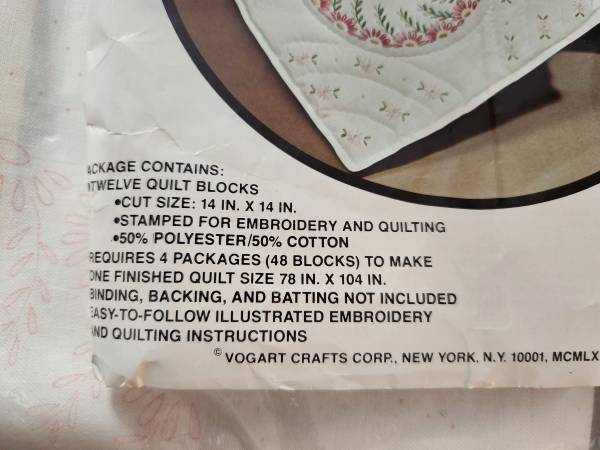 ACKAGE CONTAINS:
•TWELVE QUILT BLOCKS
•CUT SIZE: 14 IN. X 14 IN.
•STAMPED FOR EMBROIDERY AND QUILTING
•50% POLYESTER/50% COTTON
REQUIRES 4 PACKAGES (48 BLOCKS) TO MAKE
ONE FINISHED QUILT SIZE 78 IN. X 104 IN.
BINDING, BACKING, AND BATTING NOT INCLUDED
EASY-TO-FOLLOW ILLUSTRATED EMBROIDERY
AND QUILTING INSTRUCTIONS
© VOGART CRAFTS CORP., NEW YORK, N.Y. 10001, MCMLX